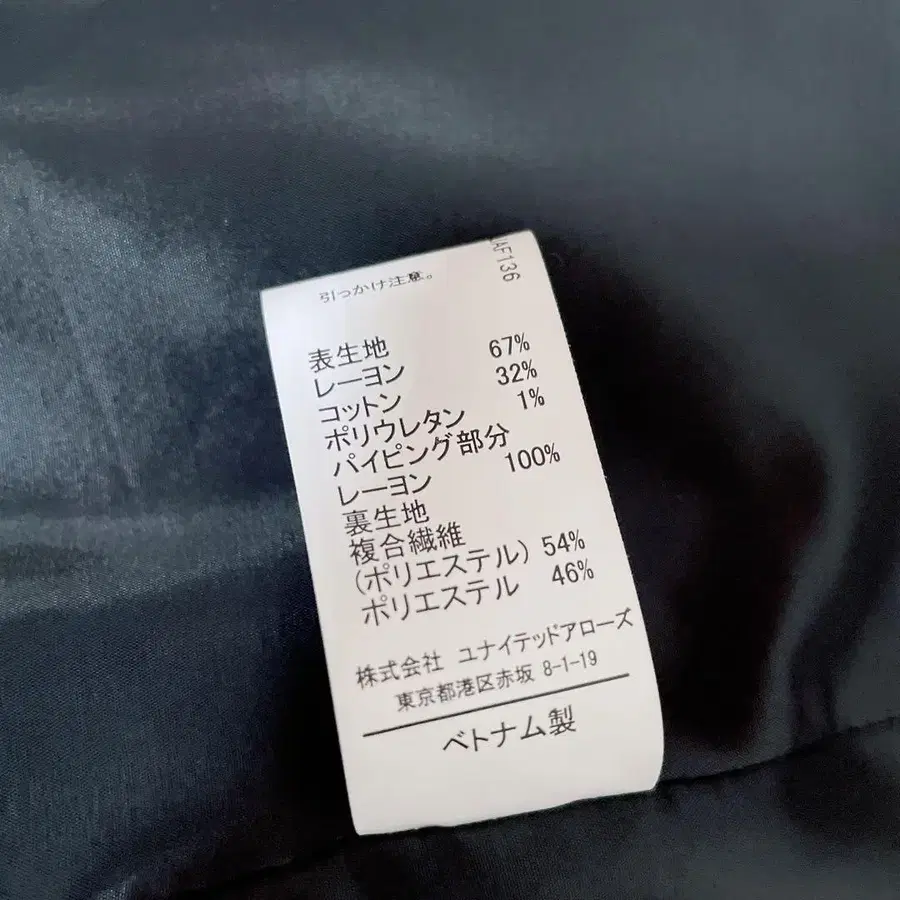 AF136
引っかけ注意。
表生地
レーヨン 67%
コットン 32%
ポリウレタン 1%
パイピング部分
レーヨン 100%
裏生地
複合繊維
(ポリエステル) 54%
ポリエステル 46%
株式会社 ユナイテッドアローズ
東京都港区赤坂 8-1-19
ベトナム製